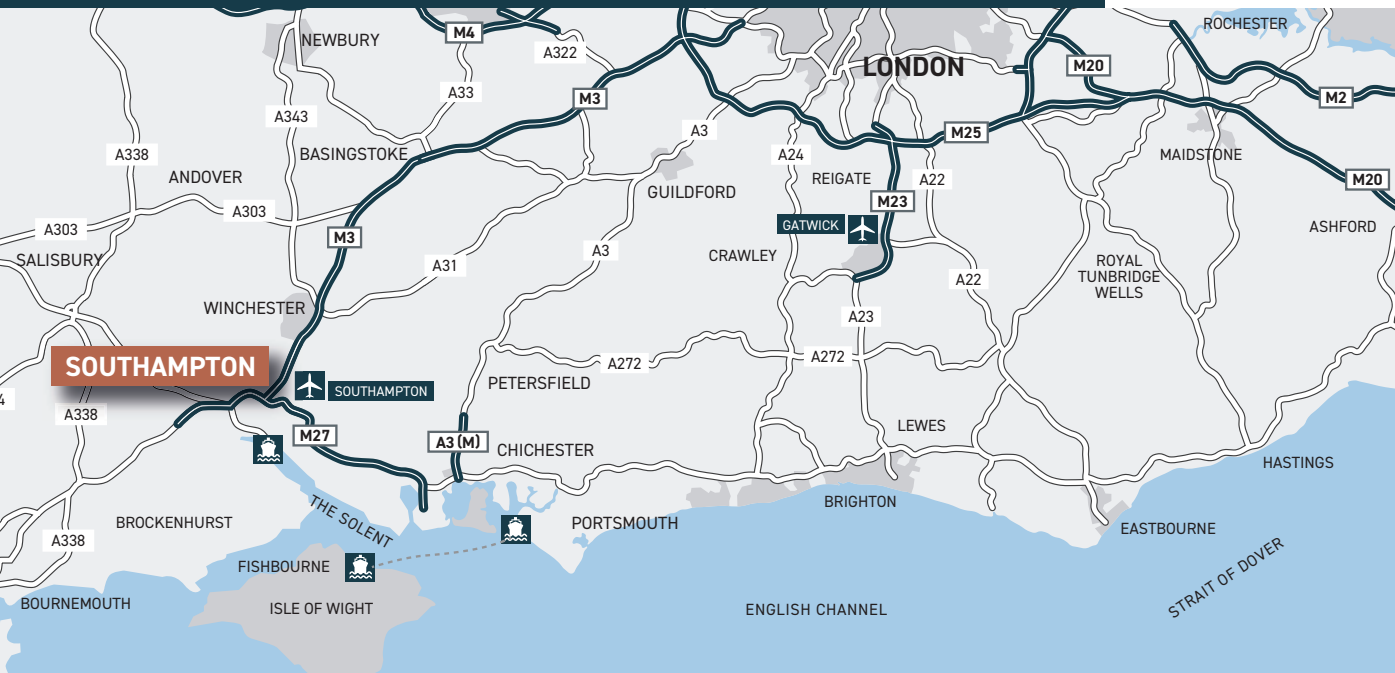 ROCHESTER
M4
NEWBURY
A322
LONDON
M20
A33
M3
M2
A343
A3
M25
A338
BASINGSTOKE
A24
MAIDSTONE
ANDOVER
REIGATE
A22
M20
GUILDFORD
A303
M23
A303
GATWICK
ASHFORD
M3
A3
SALISBURY
CRAWLEY
A31
ROYAL
TUNBRIDGE
WELLS
A22
WINCHESTER
A23
SOUTHAMPTON
A272
A272
PETERSFIELD
SOUTHAMPTON
4
A338
LEWES
M27
A3(M)
CHICHESTER
HASTINGS
BRIGHTON
THE SOLENT
BROCKENHURST
PORTSMOUTH
EASTBOURNE
A338
FISHBOURNE
STRAIT OF DOVER
BOURNEMOUTH
ISLE OF WIGHT
ENGLISH CHANNEL